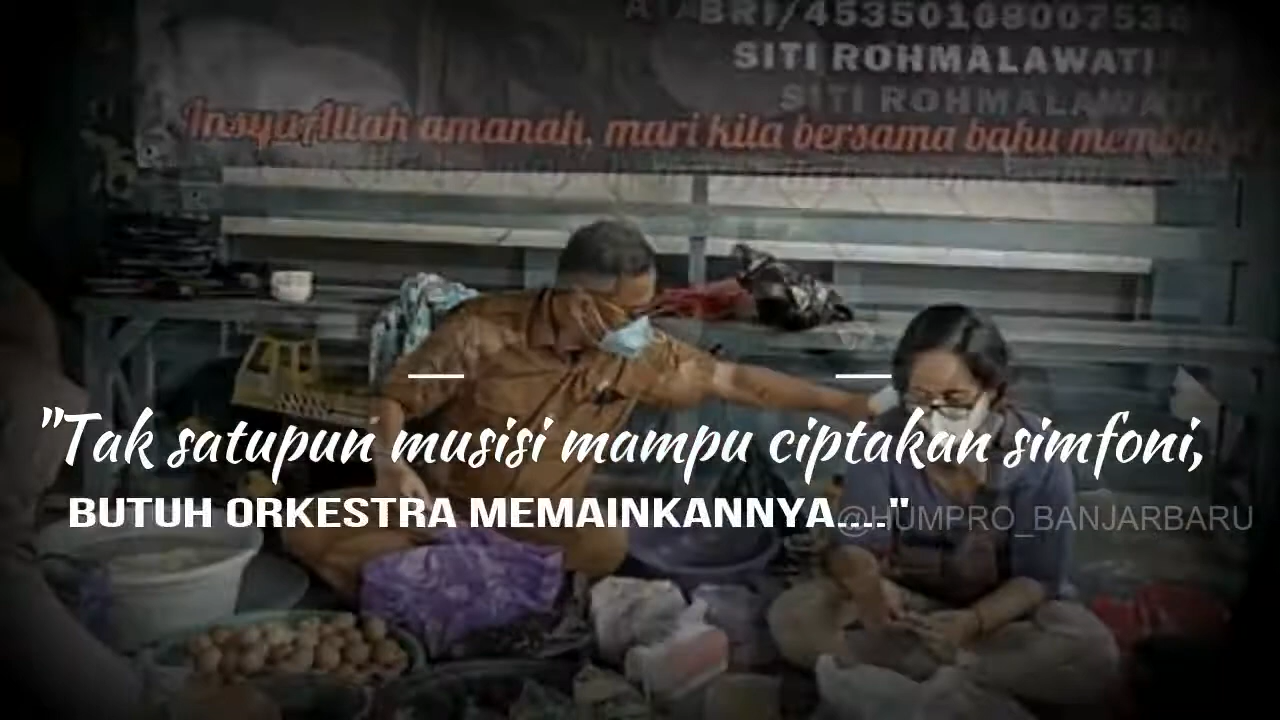 BRI/45350108007536
SITI ROHMALAWATI
SITI ROHMALAWATI
InsyaAllah amanah, mari kita bersama bahu
"Tak satupun musisi mampu ciptakan simfoni,
BUTUH ORKESTRA MEMAINKANNYA...."
@HUMPRO_BANJARBARU